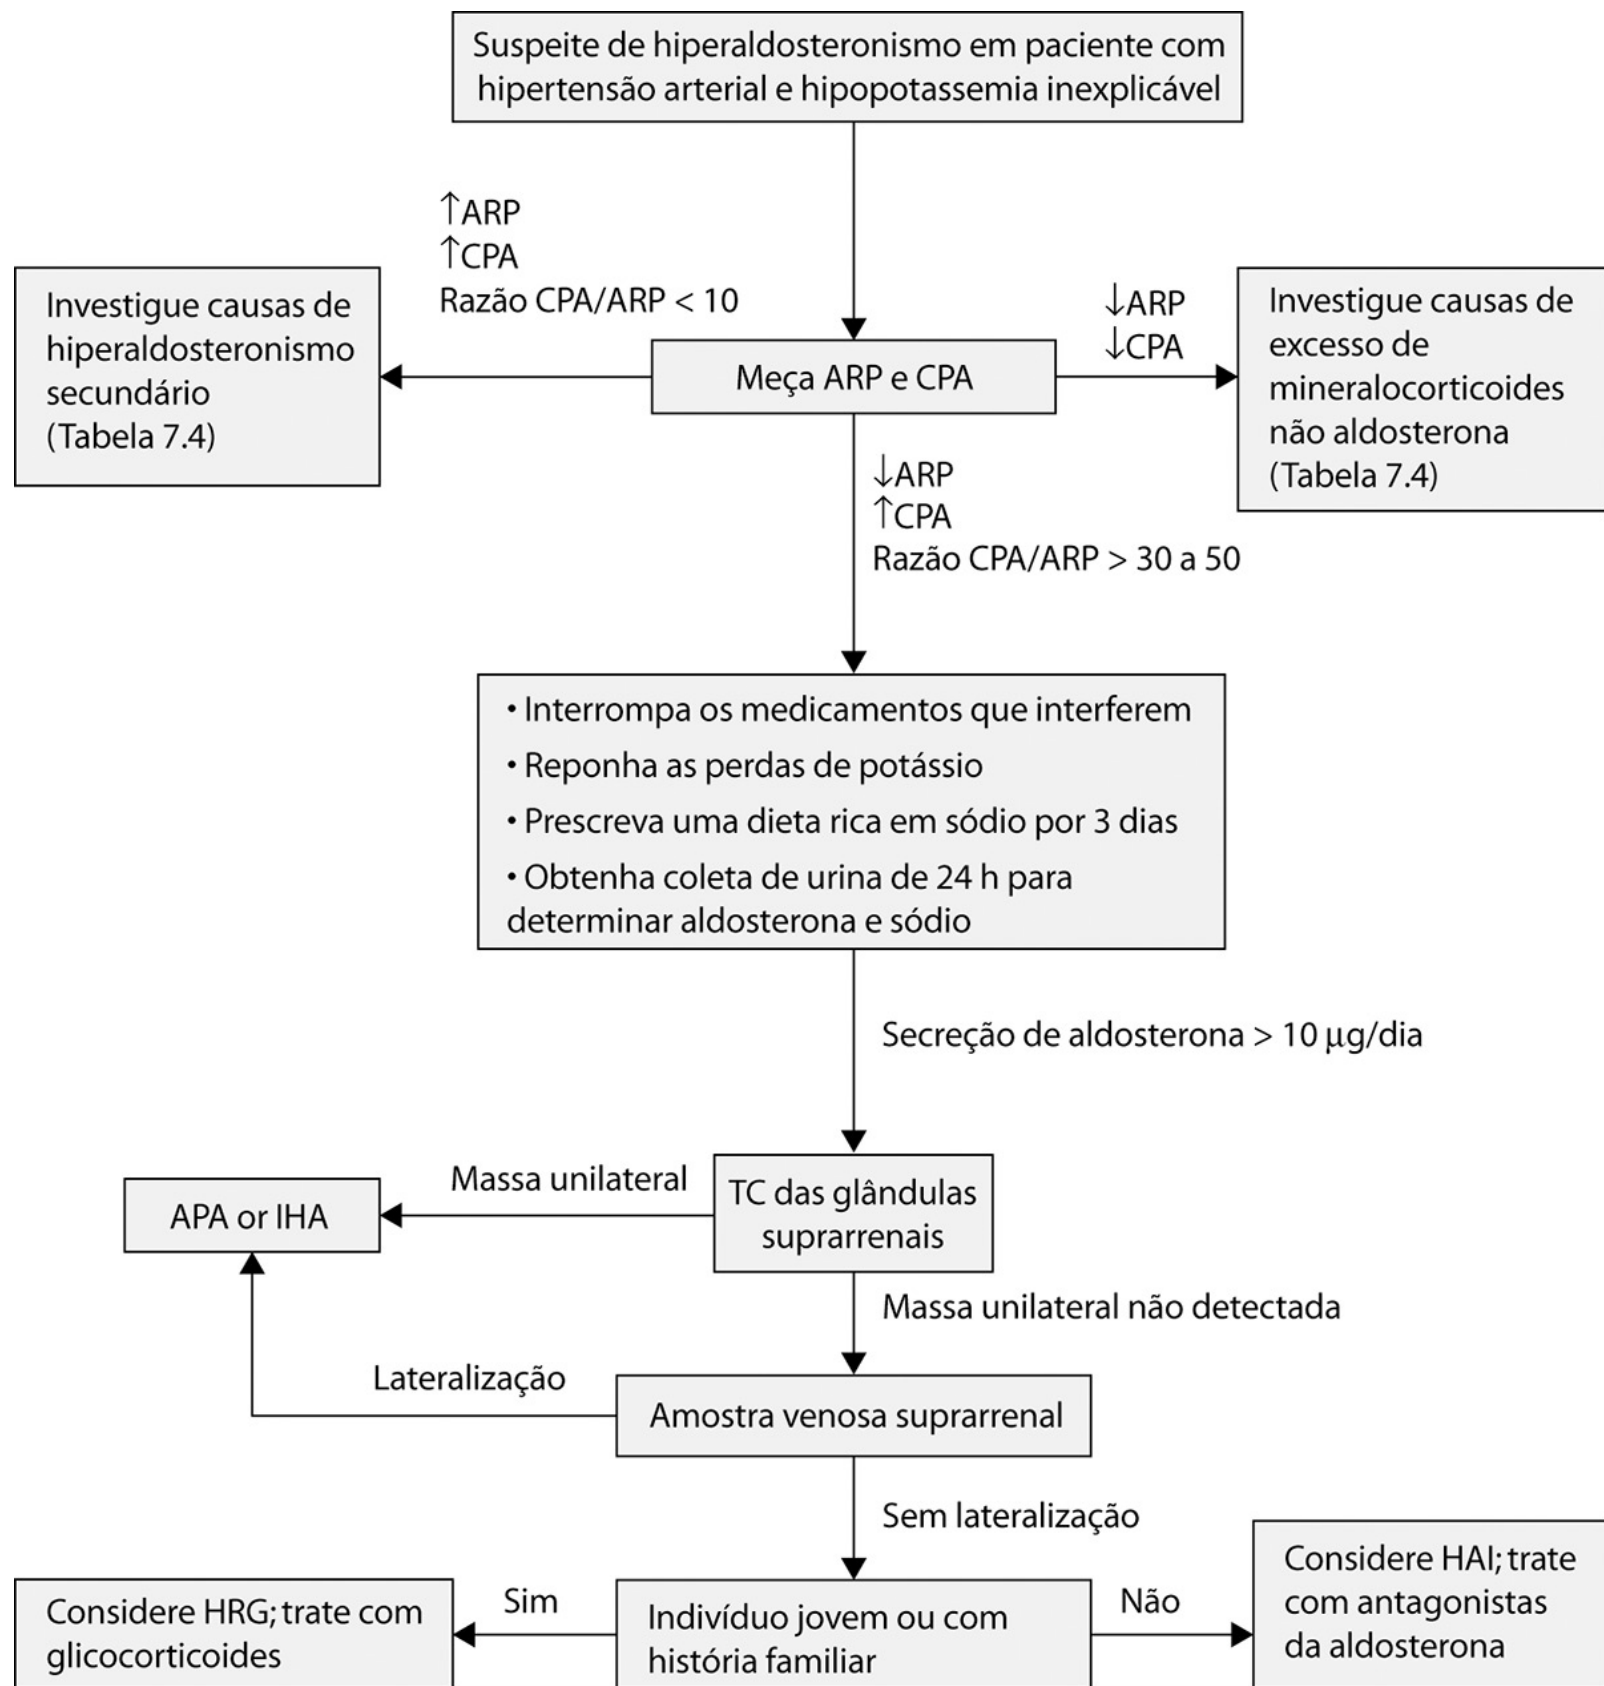 Suspeite de hiperaldosteronismo em paciente com
hipertensão arterial e hipopotassemia inexplicável
↑ARP
↑CPA
Razão CPA/ARP < 10
Investigue causas de
hiperaldosteronismo
secundário
(Tabela 7.4)
Meça ARP e CPA
↓ARP
↓CPA
Investigue causas de
excesso de
mineralocorticoides
não aldosterona
(Tabela 7.4)
↓ARP
↑CPA
Razão CPA/ARP > 30 a 50
• Interrompa os medicamentos que interferem
• Reponha as perdas de potássio
• Prescreva uma dieta rica em sódio por 3 dias
• Obtenha coleta de urina de 24 h para
determinar aldosterona e sódio
Secreção de aldosterona > 10 µg/dia
TC das glândulas
suprarrenais
Massa unilateral
APA or IHA
Massa unilateral não detectada
Lateralização
Amostra venosa suprarrenal
Sem lateralização
Indivíduo jovem ou com
história familiar
Sim
Considere HRG; trate com
glicocorticoides
Não
Considere HAI; trate
com antagonistas
da aldosterona